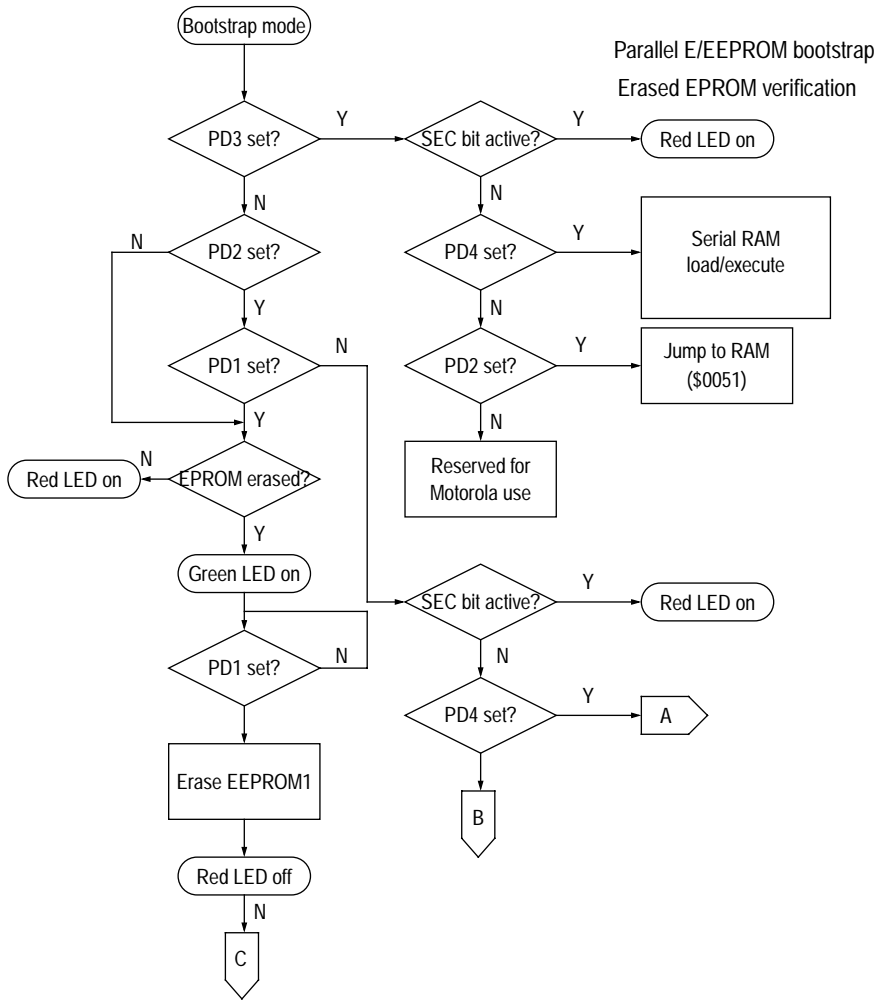 Bootstrap mode
Parallel E/EEPROM bootstrap
Erased EPROM verification
PD3 set?
Y
SEC bit active?
Y
Red LED on
N
N
N
PD2 set?
PD4 set?
Y
Serial RAM
load/execute
Y
N
PD1 set?
N
PD2 set?
Y
Jump to RAM
($0051)
Y
N
Red LED on
N
EPROM erased?
Reserved for
Motorola use
Y
Green LED on
SEC bit active?
Y
Red LED on
PD1 set?
N
N
PD4 set?
Y
A
Erase EEPROM1
B
Red LED off
N
C